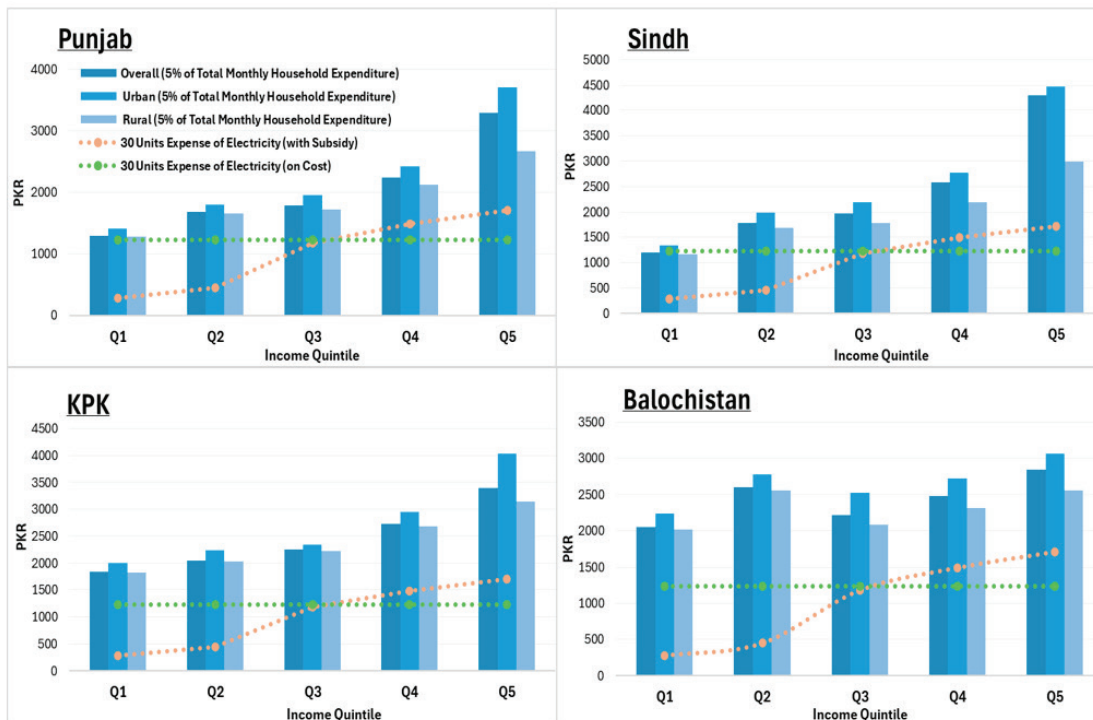 Punjab
4000
3000
2000
1000
0
PKR
Overall (5% of Total Monthly Household Expenditure)
Urban (5% of Total Monthly Household Expenditure)
Rural (5% of Total Monthly Household Expenditure)
30 Units Expense of Electricity (with Subsidy)
30 Units Expense of Electricity (on Cost)
Q1 Q2 Q3 Q4 Q5
Income Quintile
Sindh
5000
4500
4000
3500
3000
2500
2000
1500
1000
500
0
PKR
Q1 Q2 Q3 Q4 Q5
Income Quintile
KPK
4500
4000
3500
3000
2500
2000
1500
1000
500
0
PKR
Q1 Q2 Q3 Q4 Q5
Income Quintile
Balochistan
3500
3000
2500
2000
1500
1000
500
0
PKR
Q1 Q2 Q3 Q4 Q5
Income Quintile